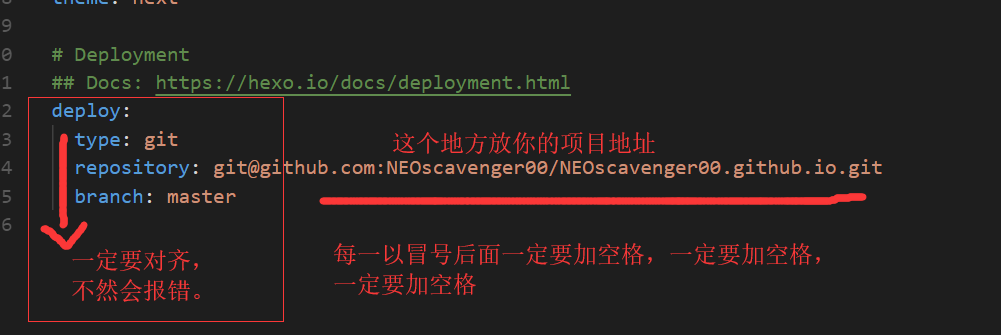 8 theme: next
9
0 # Deployment
1 ## Docs: https://hexo.io/docs/deployment.html
2 deploy:
3 type: git
这个地方放你的项目地址
4 repository: git@github.com:NEOscavenger00/NEOscavenger00.github.io.git
5 branch: master
6
一定要对齐，
不然会报错。
每一以冒号后面一定要加空格，一定要加空格，
一定要加空格